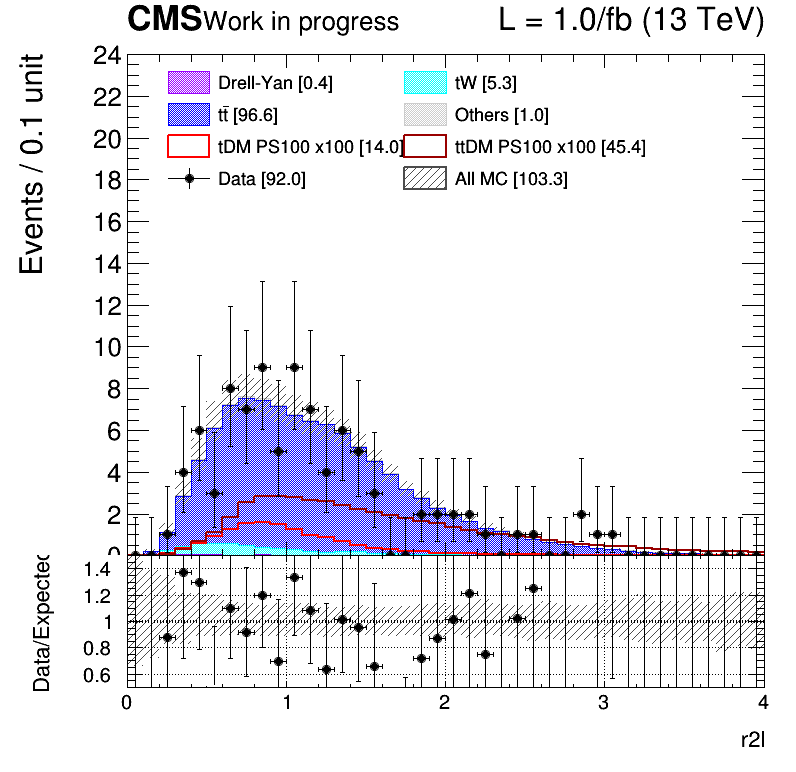 CMS Work in progress L = 1.0/fb (13 TeV)
Events / 0.1 unit
24
22
20
18
16
14
12
10
8
6
4
2
0
Drell-Yan [0.4] tW [5.3]
tt̄ [96.6] Others [1.0]
tDM PS100 x100 [14.0] ttDM PS100 x100 [45.4]
Data [92.0] All MC [103.3]
Data/Expected
1.4
1.2
1
0.8
0.6
0 1 2 3 4
r2l